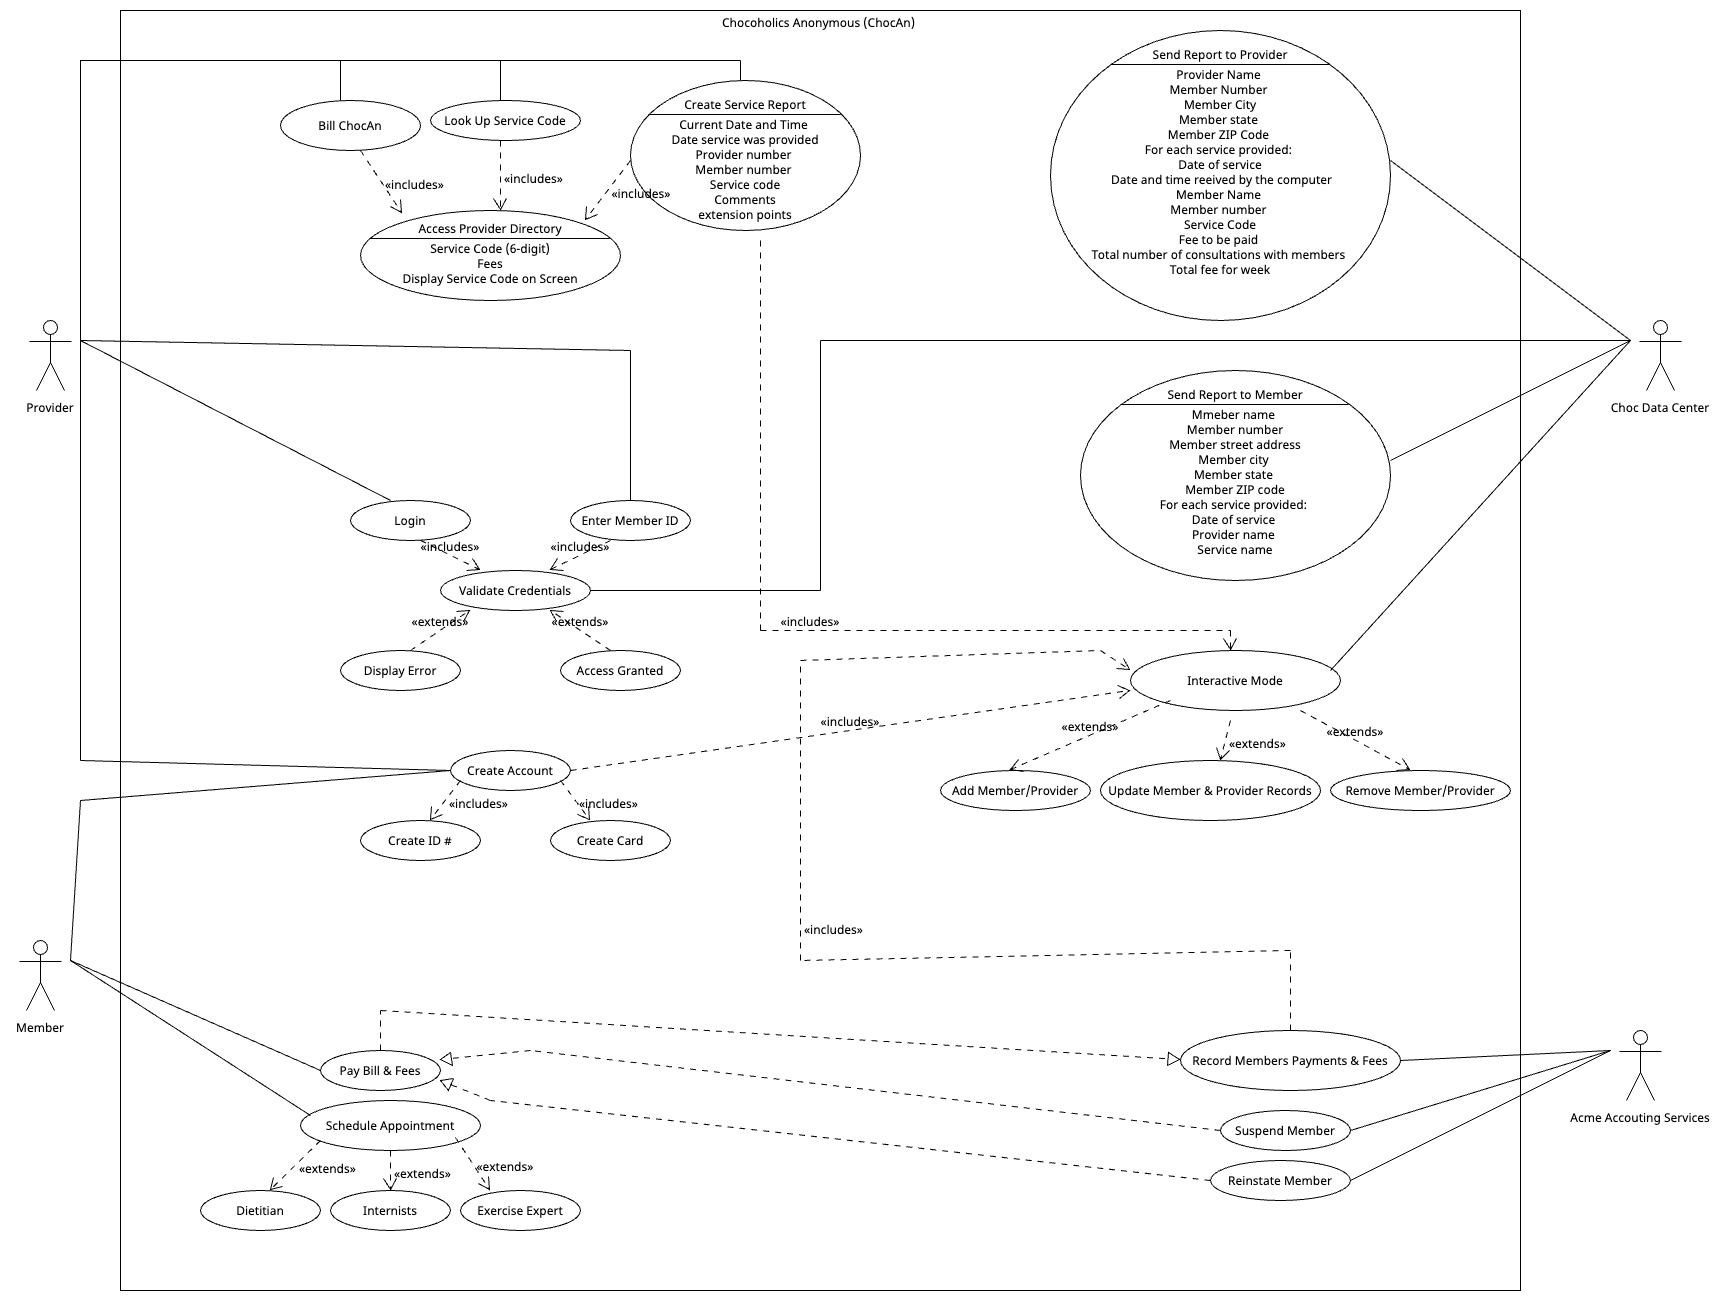 Chocoholics Anonymous (ChocAn)
Bill ChocAn
Look Up Service Code
Create Service Report
Current Date and Time
Date service was provided
Provider number
Member number
Service code
Comments
extension points
«includes»
«includes»
«includes»
Access Provider Directory
Service Code (6-digit)
Fees
Display Service Code on Screen
Send Report to Provider
Provider Name
Member Number
Member City
Member state
Member ZIP Code
For each service provided:
Date of service
Date and time reeived by the computer
Member Name
Member number
Service Code
Fee to be paid
Total number of consultations with members
Total fee for week
Provider
Choc Data Center
Send Report to Member
Mmeber name
Member number
Member street address
Member city
Member state
Member ZIP code
For each service provided:
Date of service
Provider name
Service name
Login
Enter Member ID
«includes»
«includes»
Validate Credentials
«extends»
«extends»
Display Error
Access Granted
«includes»
Interactive Mode
«includes»
«extends»
«extends»
«extends»
Create Account
Add Member/Provider
Update Member & Provider Records
Remove Member/Provider
«includes»
«includes»
Create ID #
Create Card
«includes»
Member
Pay Bill & Fees
Record Members Payments & Fees
Acme Accouting Services
Schedule Appointment
Suspend Member
«extends»
«extends»
«extends»
Reinstate Member
Dietitian
Internists
Exercise Expert